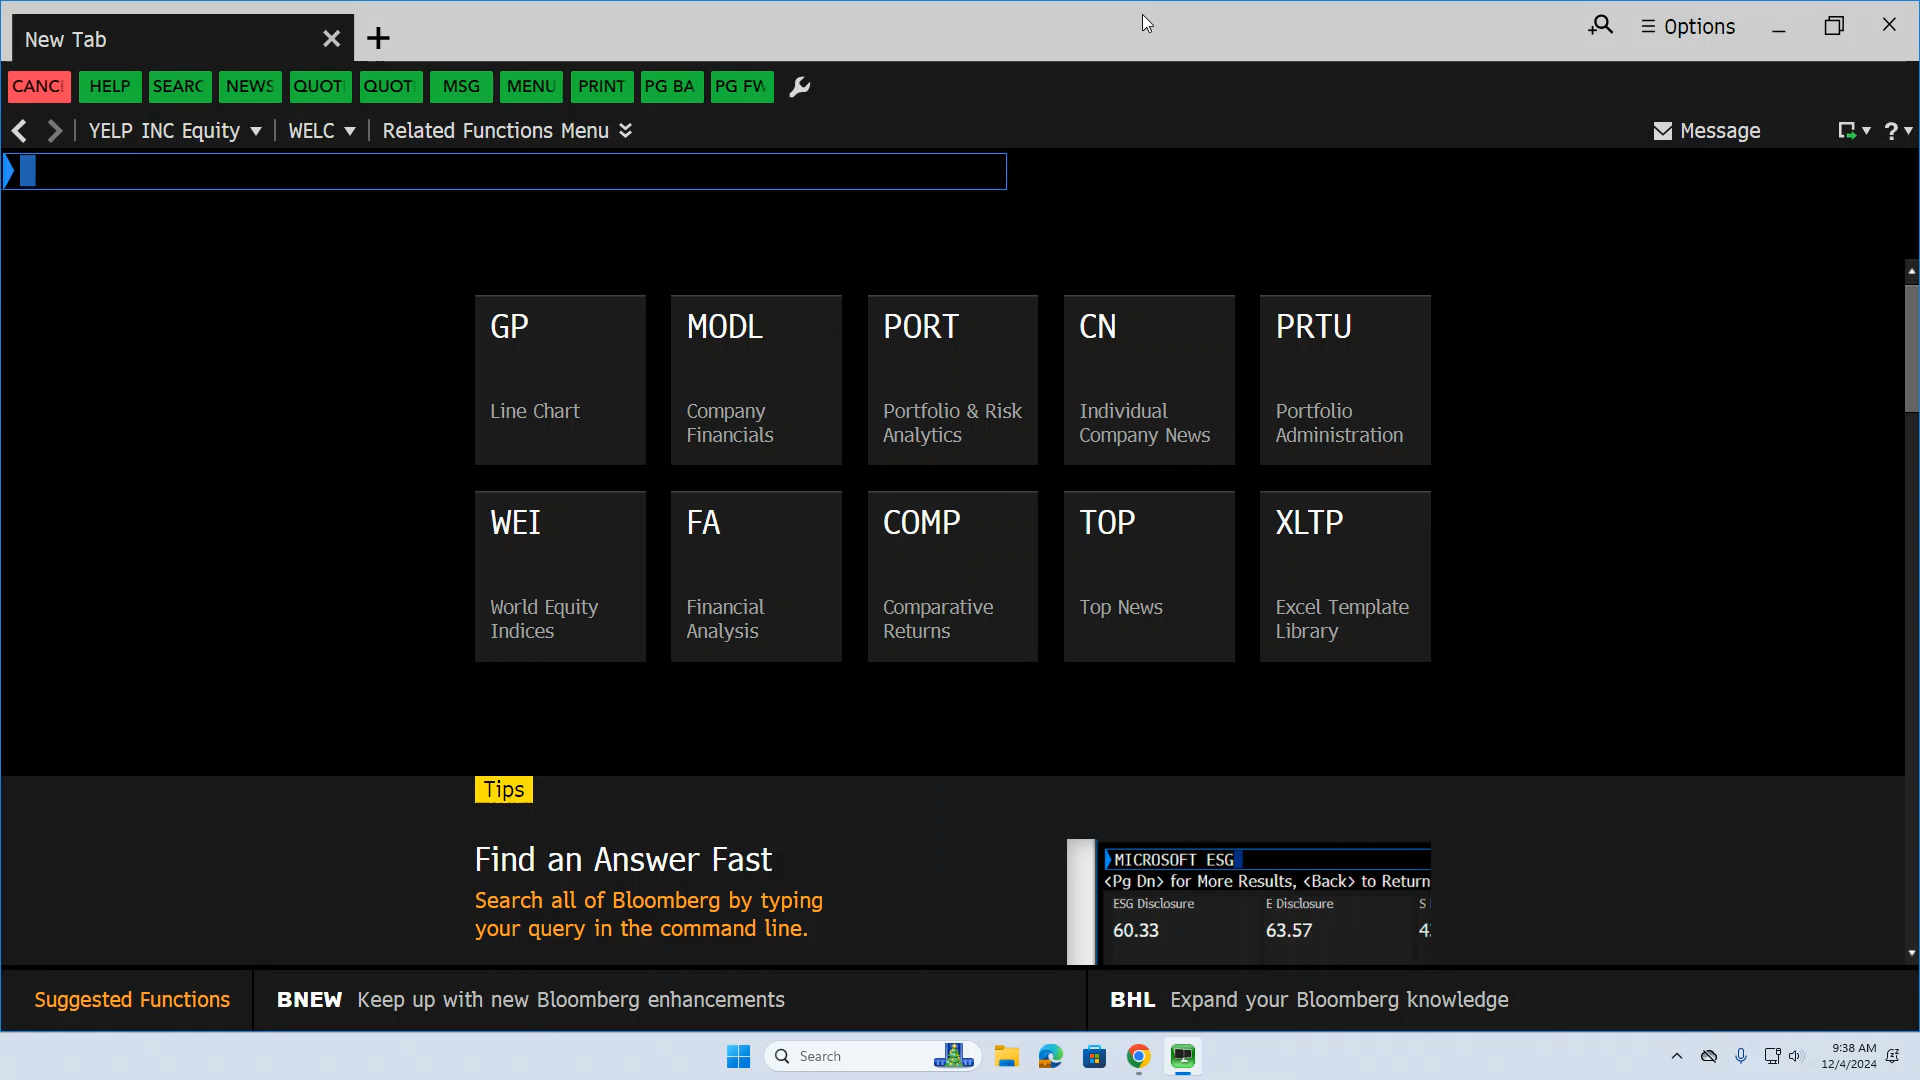 New Tab
Options
CANC HELP SEARC NEWS QUOT QUOT MSG MENU PRINT PG BA PG FW
YELP INC Equity WELC Related Functions Menu Message ?
GP MODL PORT CN PRTU
Line Chart Company Financials Portfolio & Risk Analytics Individual Company News Portfolio Administration
WEI FA COMP TOP XLTP
World Equity Indices Financial Analysis Comparative Returns Top News Excel Template Library
Tips
Find an Answer Fast
Search all of Bloomberg by typing
your query in the command line.
MICROSOFT ESG
<Pg Dn> for More Results, <Back> to Return
ESG Disclosure E Disclosure S
60.33 63.57 4
Suggested Functions BNEW Keep up with new Bloomberg enhancements BHL Expand your Bloomberg knowledge
Search
9:38 AM
12/4/2024